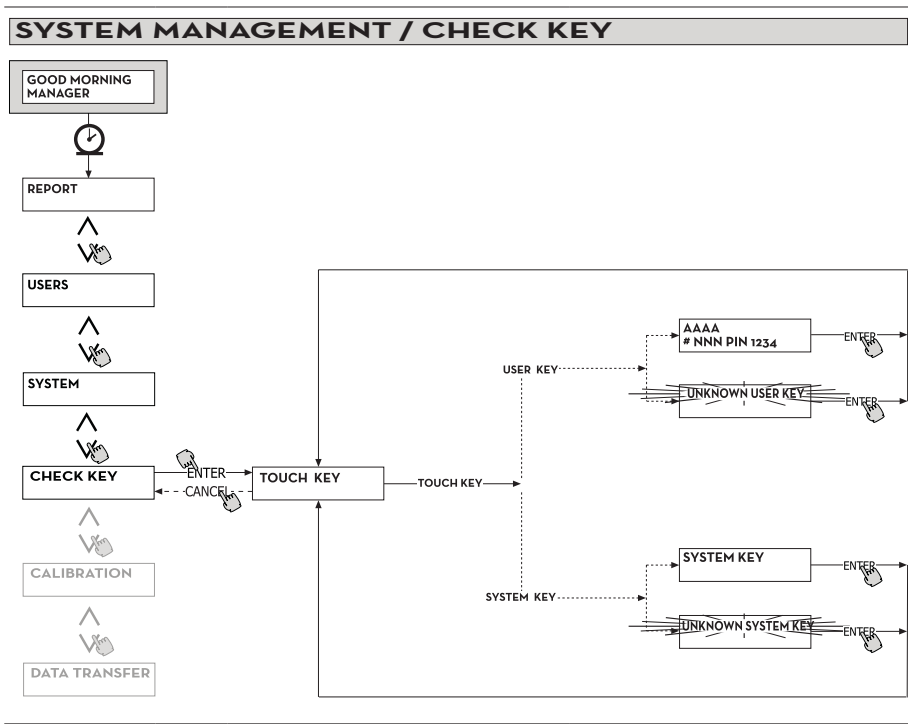 SYSTEM MANAGEMENT / CHECK KEY
GOOD MORNING
MANAGER
REPORT
USERS
SYSTEM
CHECK KEY
CALIBRATION
DATA TRANSFER
ENTER
CANCEL
TOUCH KEY
TOUCH KEY
USER KEY
AAAA
# NNN PIN 1234
ENTER
UNKNOWN USER KEY
ENTER
SYSTEM KEY
SYSTEM KEY
ENTER
UNKNOWN SYSTEM KEY
ENTER